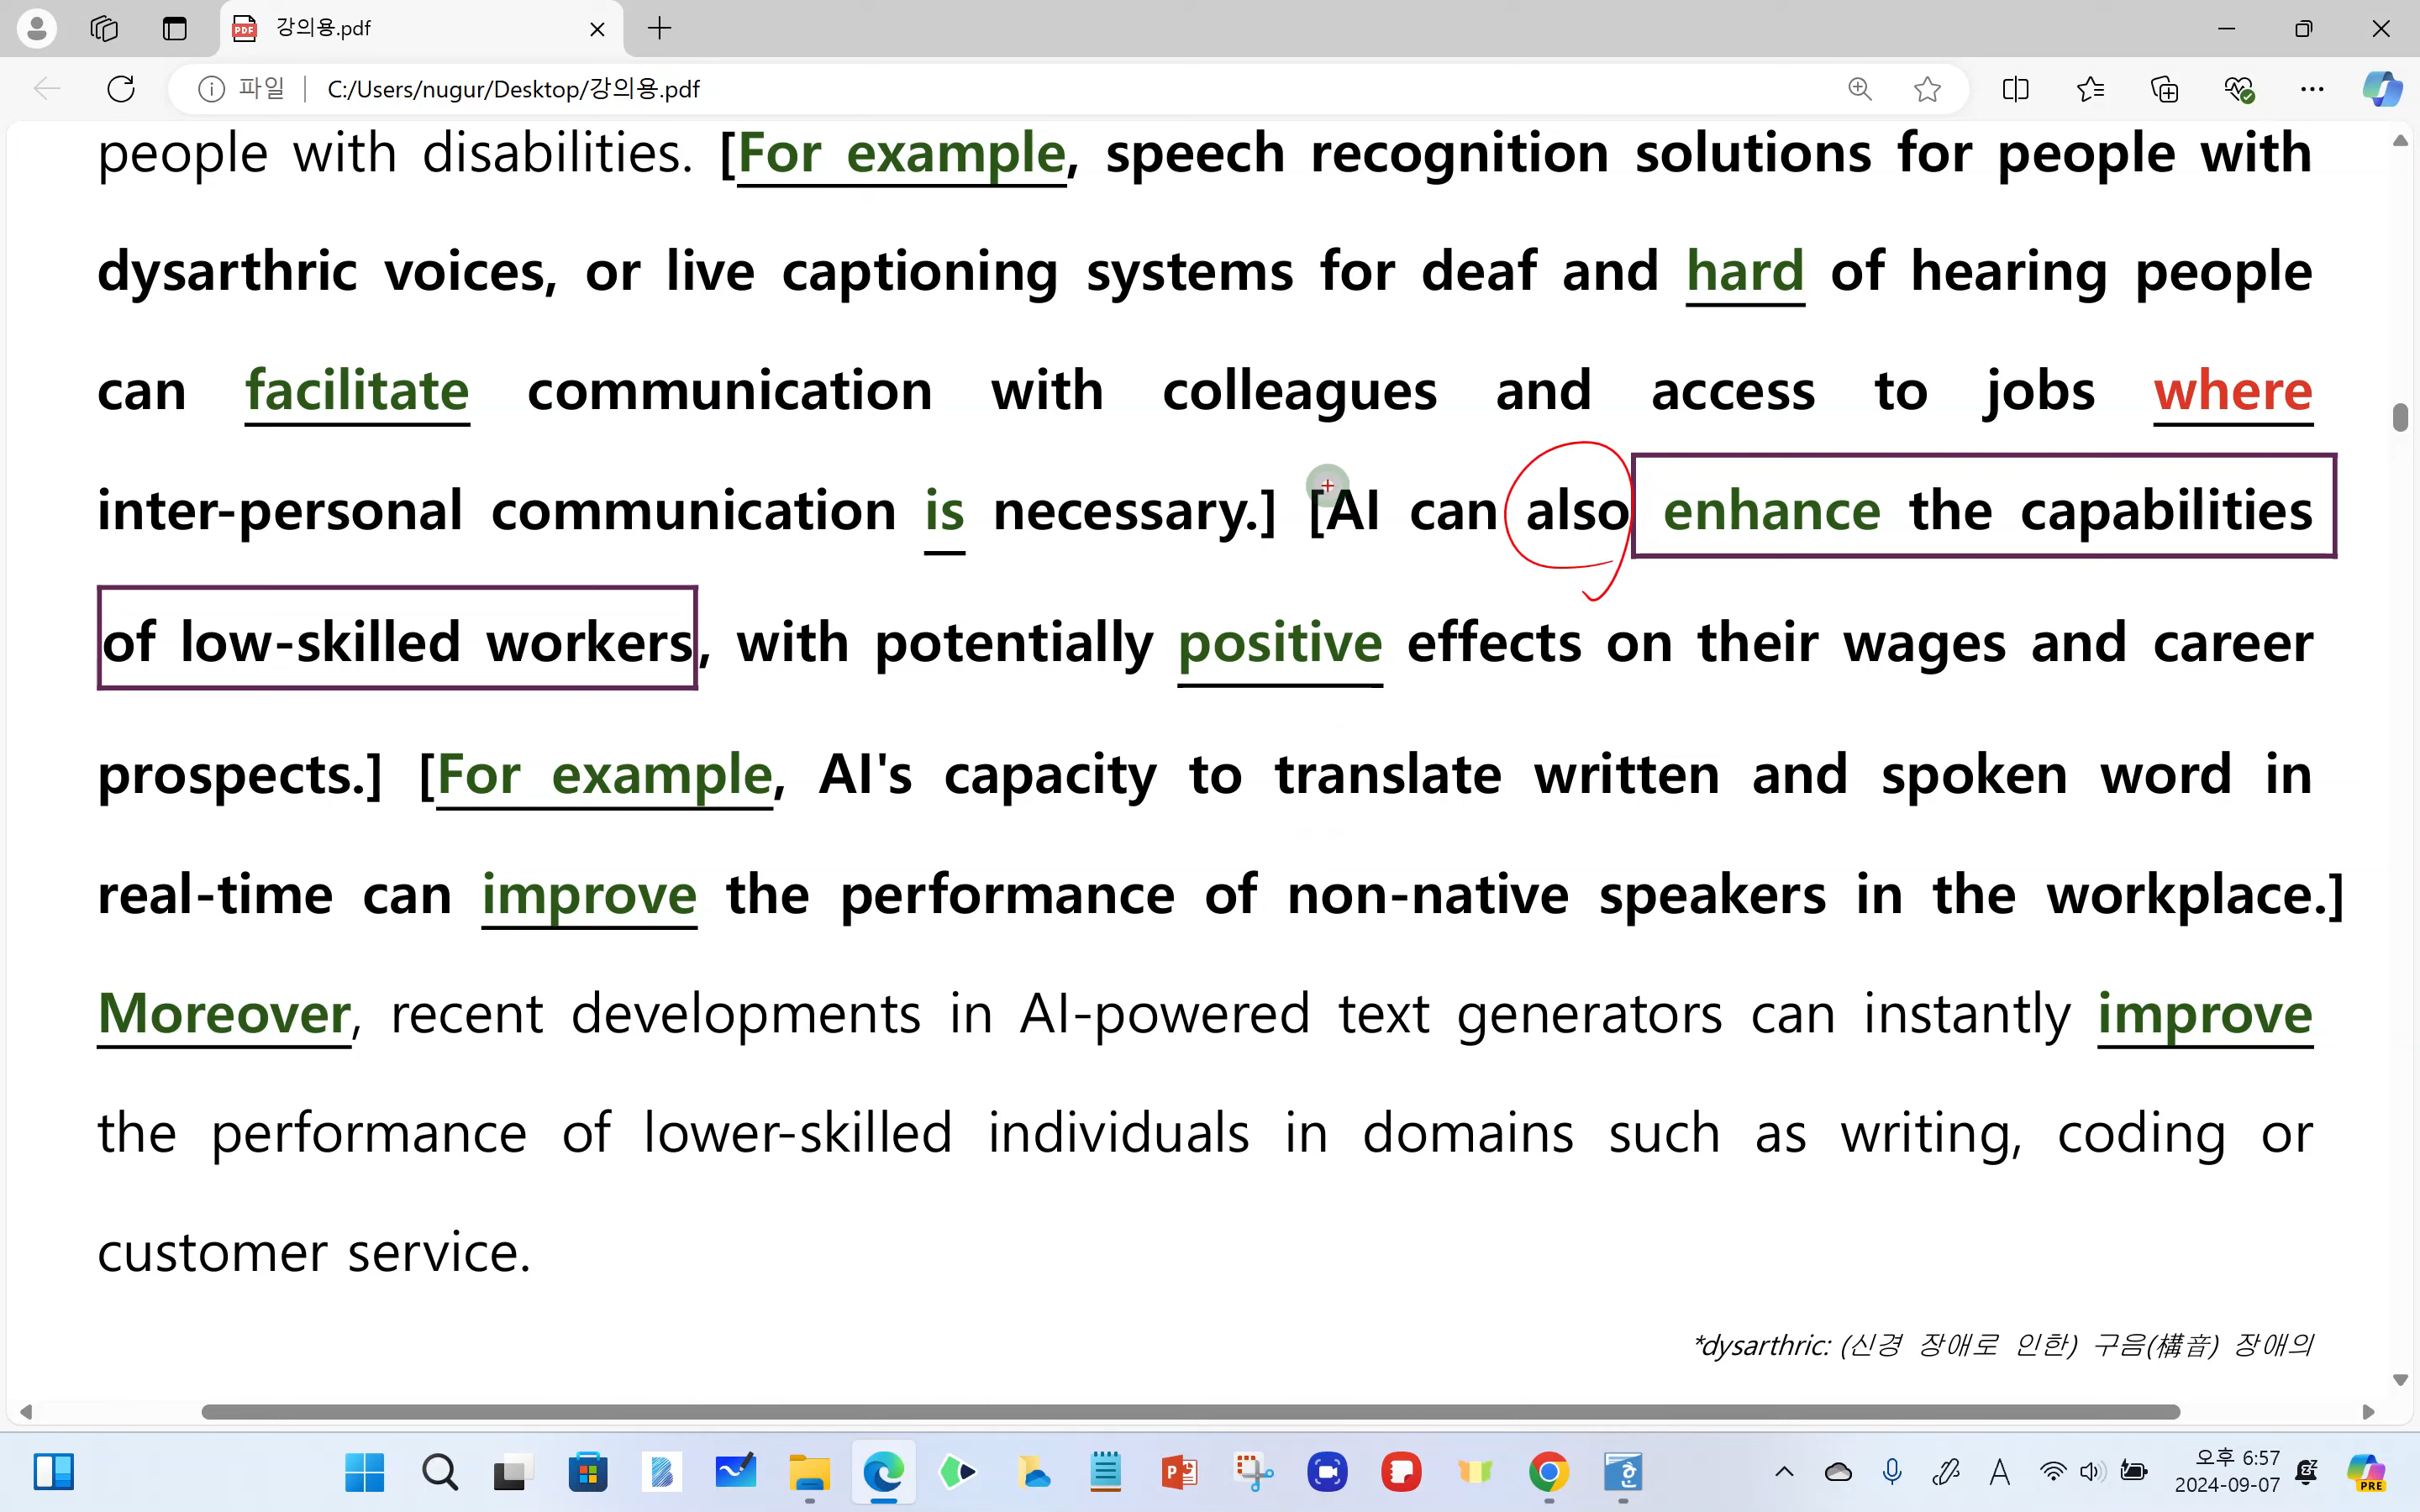 강의용.pdf
파일 C:/Users/nugur/Desktop/강의용.pdf
people with disabilities. [For example, speech recognition solutions for people with
dysarthric voices, or live captioning systems for deaf and hard of hearing people
can facilitate communication with colleagues and access to jobs where
inter-personal communication is necessary.] [AI can also enhance the capabilities
of low-skilled workers, with potentially positive effects on their wages and career
prospects.] [For example, AI's capacity to translate written and spoken word in
real-time can improve the performance of non-native speakers in the workplace.]
Moreover, recent developments in AI-powered text generators can instantly improve
the performance of lower-skilled individuals in domains such as writing, coding or
customer service.
*dysarthric: (신경 장애로 인한) 구음(構音) 장애의
오후 6:57
2024-09-07